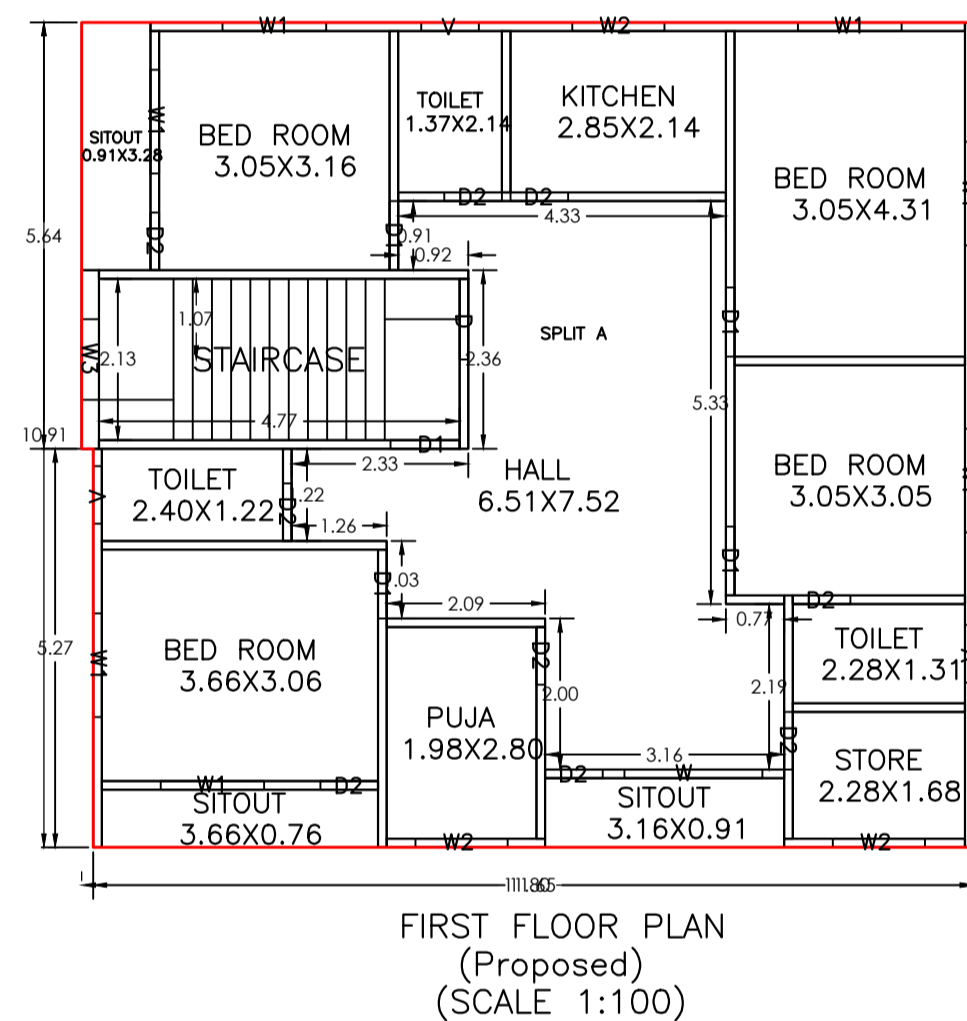 W1
V
W2
W1
SITOUT
0.91X3.28
W1
D2
BED ROOM
3.05X3.16
TOILET
1.37X2.14
KITCHEN
2.85X2.14
BED ROOM
3.05X4.31
D2
D2
4.33
5.64
D1
0.91
0.92
1.07
STAIRCASE
2.13
W3
D
2.36
4.77
D1
SPLIT A
D1
5.33
10.91
2.33
TOILET
2.40X1.22
V
D2
.22
1.26
HALL
6.51X7.52
BED ROOM
3.05X3.05
D1
D1
.03
2.09
D2
0.77
5.27
W1
BED ROOM
3.66X3.06
PUJA
1.98X2.80
D2
2.00
2.19
TOILET
2.28X1.31
D2
3.16
STORE
2.28X1.68
W1
D2
SITOUT
3.66X0.76
D2
W
SITOUT
3.16X0.91
W2
W2
FIRST FLOOR PLAN
(Proposed)
(SCALE 1:100)